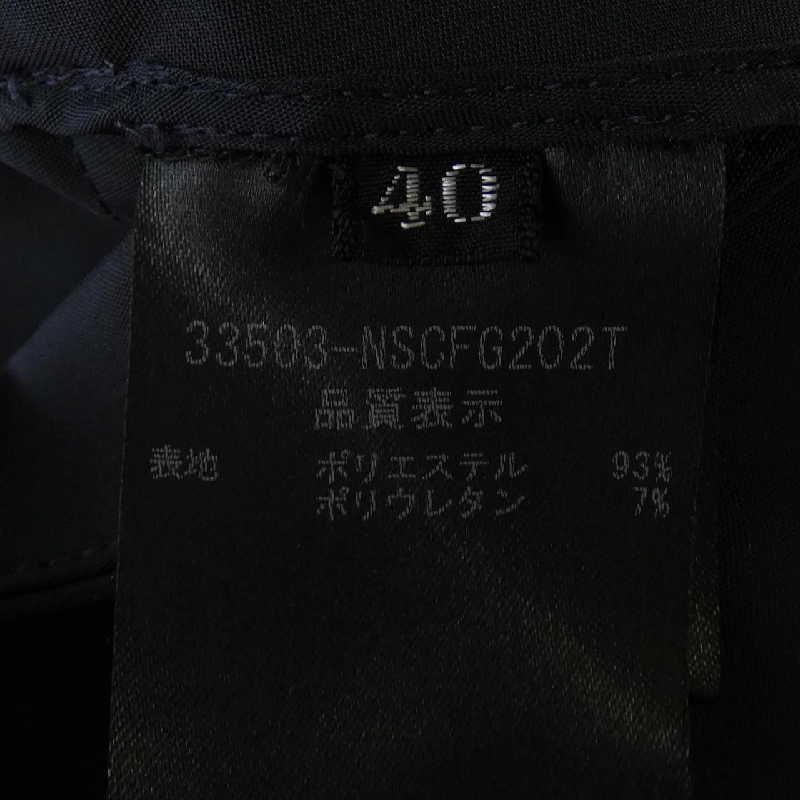 40
33503-NSCFG202T
品質表示
表地 ポリエステル 93%
ポリウレタン 7%